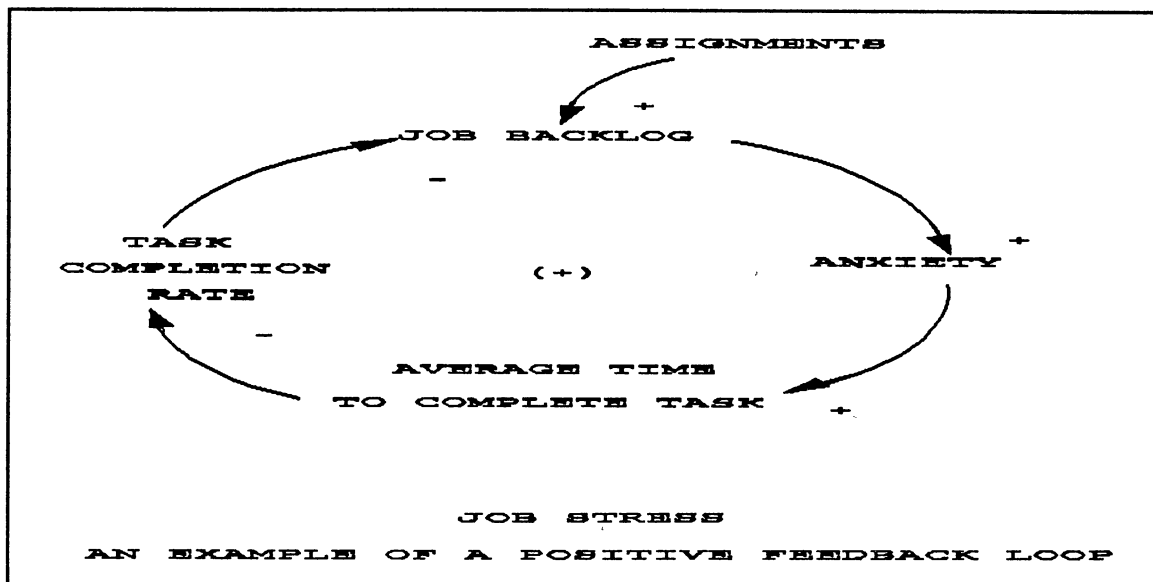 ASSIGNMENTS
+
JOB BACKLOG
−
TASK
COMPLETION
RATE
(+)
+
ANXIETY
−
AVERAGE TIME
TO COMPLETE TASK
+
JOB STRESS
AN EXAMPLE OF A POSITIVE FEEDBACK LOOP